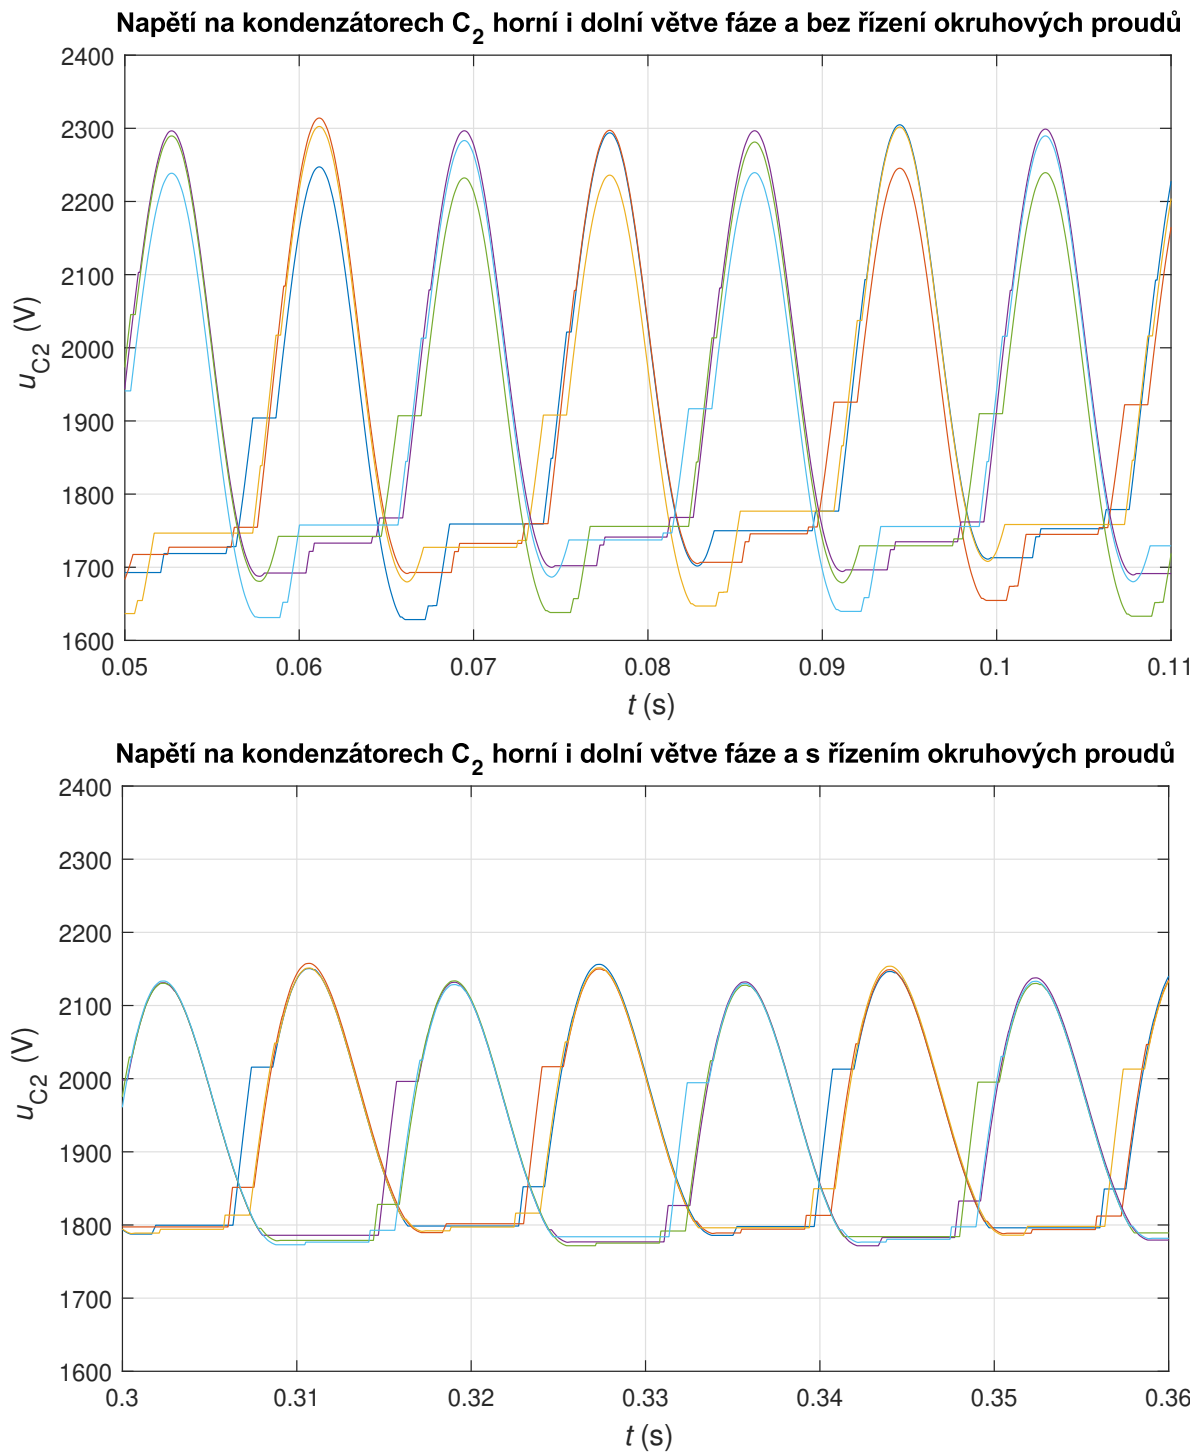 Napětí na kondenzátorech C2 horní i dolní větve fáze a bez řízení okruhových proudů
2400
2300
2200
2100
2000
1900
1800
1700
1600
uC2 (V)
0.05 0.06 0.07 0.08 0.09 0.1 0.11
t (s)
Napětí na kondenzátorech C2 horní i dolní větve fáze a s řízením okruhových proudů
2400
2300
2200
2100
2000
1900
1800
1700
1600
uC2 (V)
0.3 0.31 0.32 0.33 0.34 0.35 0.36
t (s)